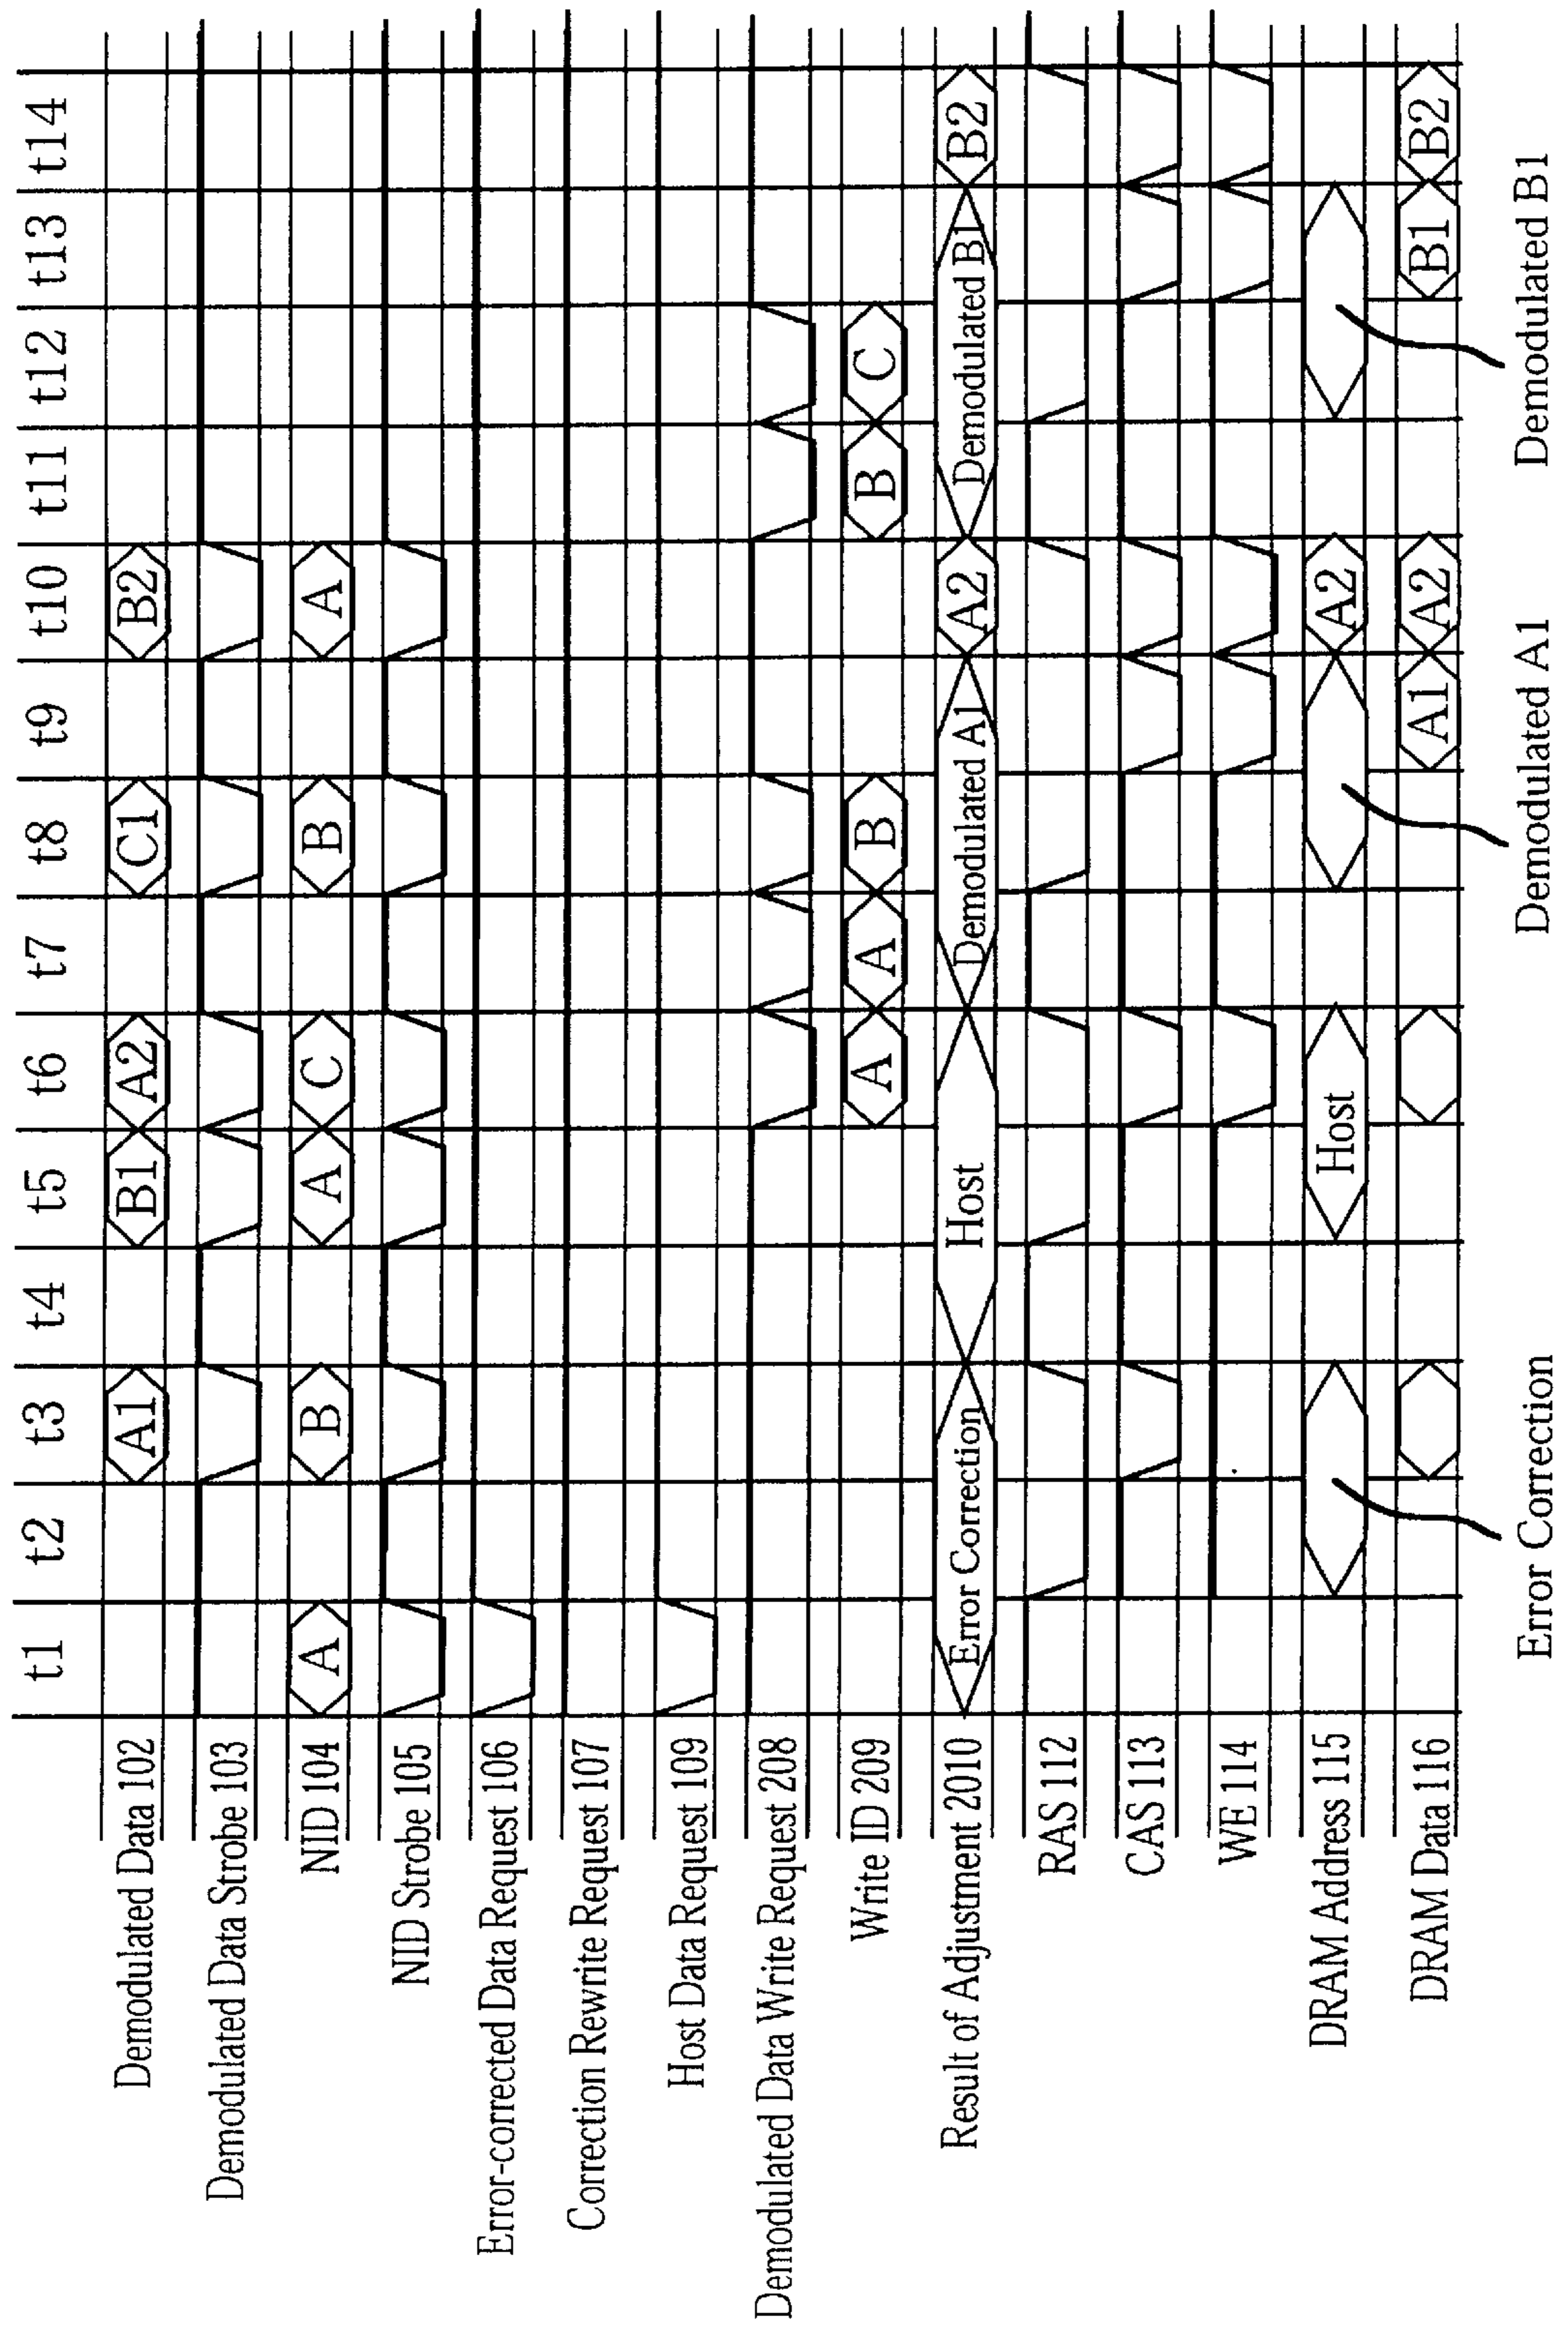 t1 t2 t3 t4 t5 t6 t7 t8 t9 t10 t11 t12 t13 t14
Demodulated Data 102 A1 B1 A2 C1 B2
Demodulated Data Strobe 103
NID 104 A B A C B A
NID Strobe 105
Error-corrected Data Request 106
Correction Rewrite Request 107
Host Data Request 109
Demodulated Data Write Request 208
Write ID 209 A A B B C
Result of Adjustment 2010 Error Correction Host Demodulated A1 A2 Demodulated B1 B2
RAS 112
CAS 113
WE 114
DRAM Address 115 Host A2
DRAM Data 116 A1 A2 B1 B2
Error Correction Demodulated A1 Demodulated B1